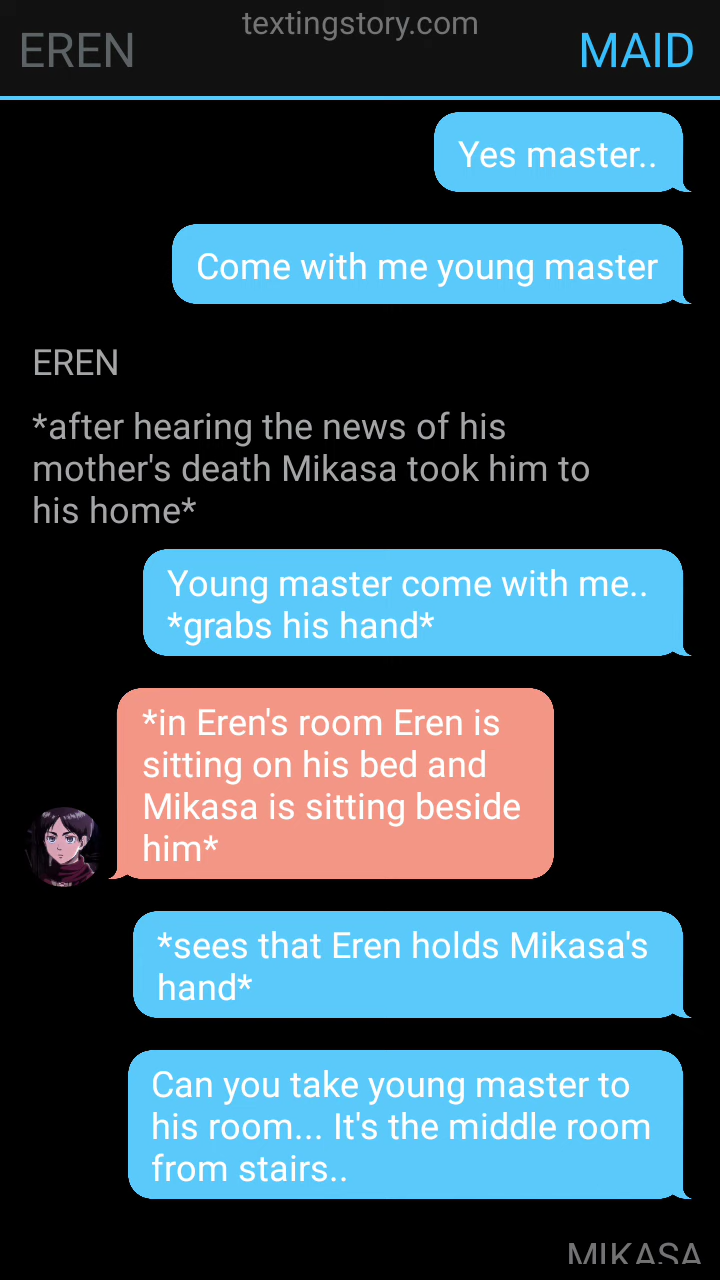 textingstory.com
EREN
MAID
Yes master..
Come with me young master
EREN
*after hearing the news of his
mother's death Mikasa took him to
his home*
Young master come with me..
*grabs his hand*
*in Eren's room Eren is
sitting on his bed and
Mikasa is sitting beside
him*
*sees that Eren holds Mikasa's
hand*
Can you take young master to
his room... It's the middle room
from stairs..
MIKASA